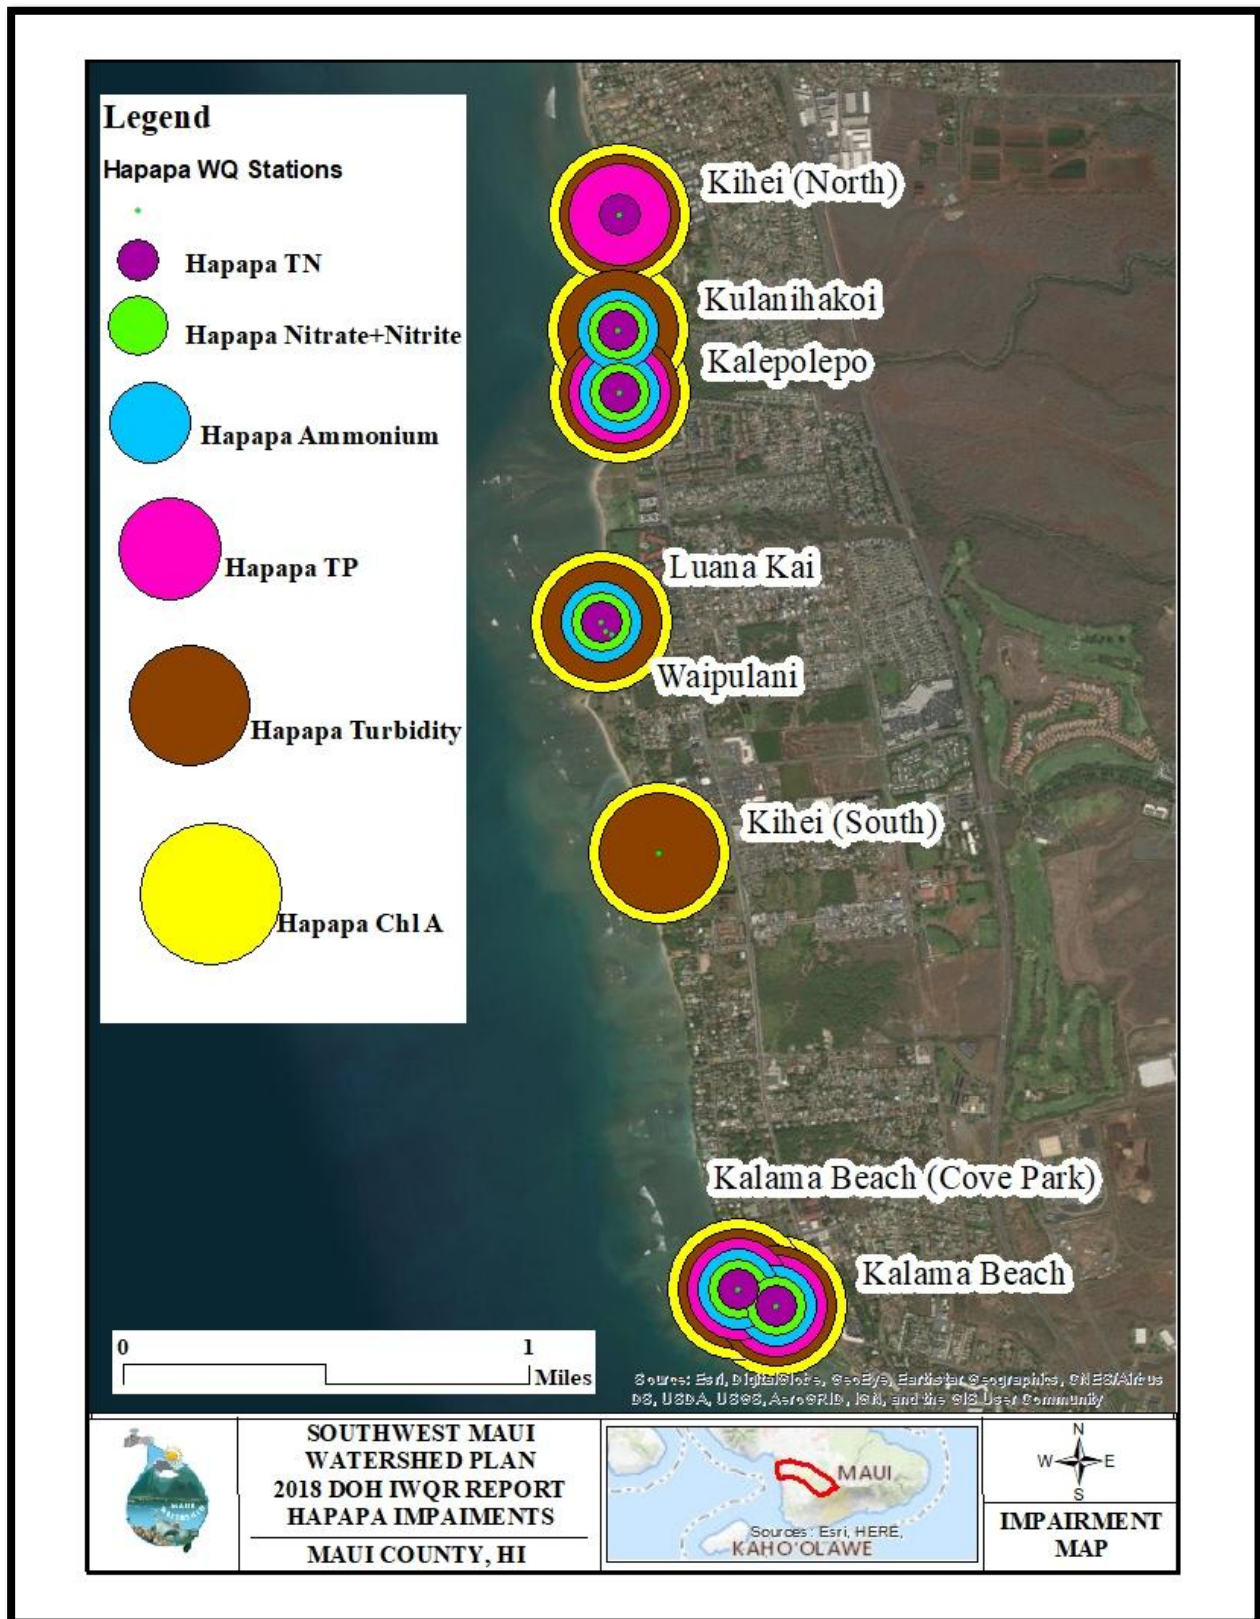 Legend
Hapapa WQ Stations
Hapapa TN
Hapapa Nitrate+Nitrite
Hapapa Ammonium
Hapapa TP
Hapapa Turbidity
Hapapa Chl A
Kihei (North)
Kulanihakoi
Kalepolepo
Luana Kai
Waipulani
Kihei (South)
Kalama Beach (Cove Park)
Kalama Beach
0 1
Miles
Source: Esri, DigitalGlobe, GeoEye, Earthstar Geographics, CNES/Airbus
DS, USDA, USGS, AeroGRID, IGN, and the GIS User Community
MAUI
WATERSHED
SOUTHWEST MAUI
WATERSHED PLAN
2018 DOH IWQR REPORT
HAPAPA IMPAIMENTS
MAUI COUNTY, HI
MAUI
Sources: Esri, HERE,
KAHO'OLAWE
N
W E
S
IMPAIRMENT
MAP